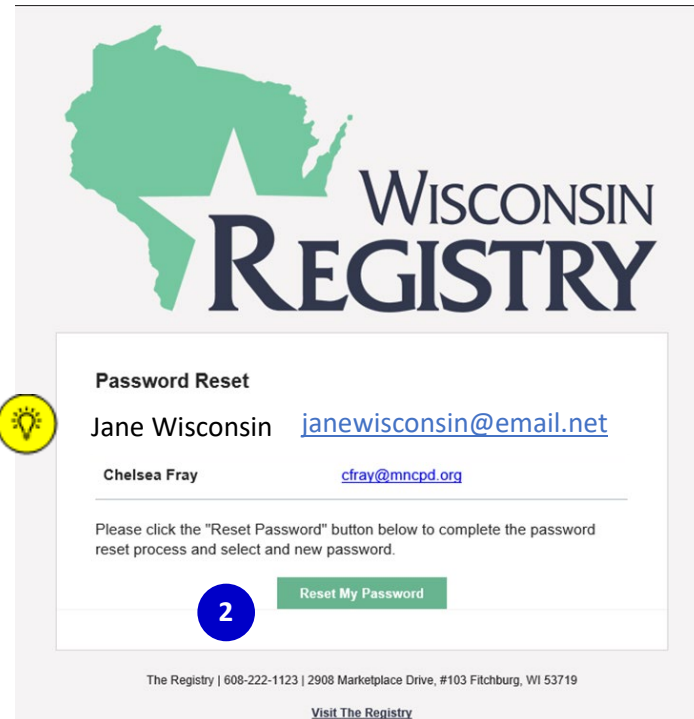 WISCONSIN
REGISTRY
Password Reset
Jane Wisconsin janewisconsin@email.net
Chelsea Fray cfray@mncpd.org
Please click the "Reset Password" button below to complete the password
reset process and select and new password.
2
Reset My Password
The Registry | 608-222-1123 | 2908 Marketplace Drive, #103 Fitchburg, WI 53719
Visit The Registry